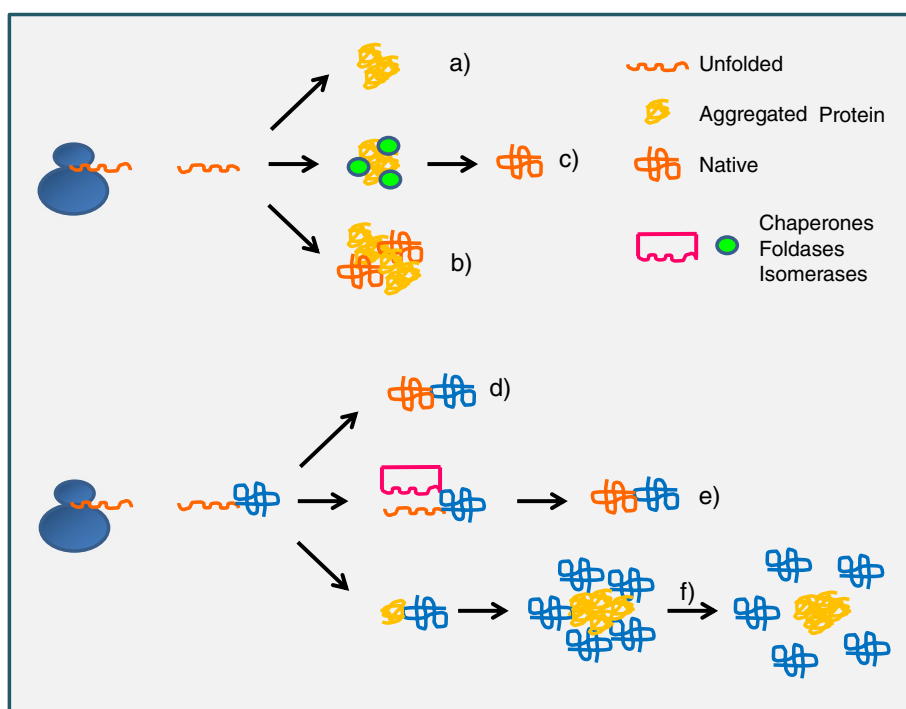 a)
Unfolded
Aggregated Protein
c)
Native
Chaperones
Foldases
Isomerases
b)
d)
e)
f)